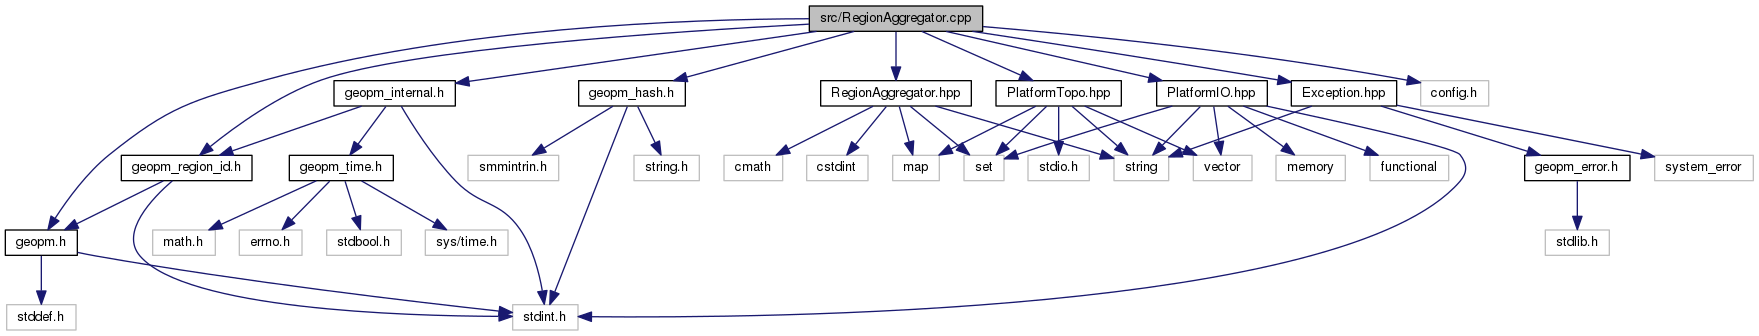 src/RegionAggregator.cpp
geopm_internal.h
geopm_hash.h
RegionAggregator.hpp
PlatformTopo.hpp
PlatformIO.hpp
Exception.hpp
config.h
geopm_region_id.h
geopm_time.h
smmintrin.h
string.h
cmath
cstdint
map
set
stdio.h
string
vector
memory
functional
geopm_error.h
system_error
geopm.h
math.h
errno.h
stdbool.h
sys/time.h
stdlib.h
stddef.h
stdint.h